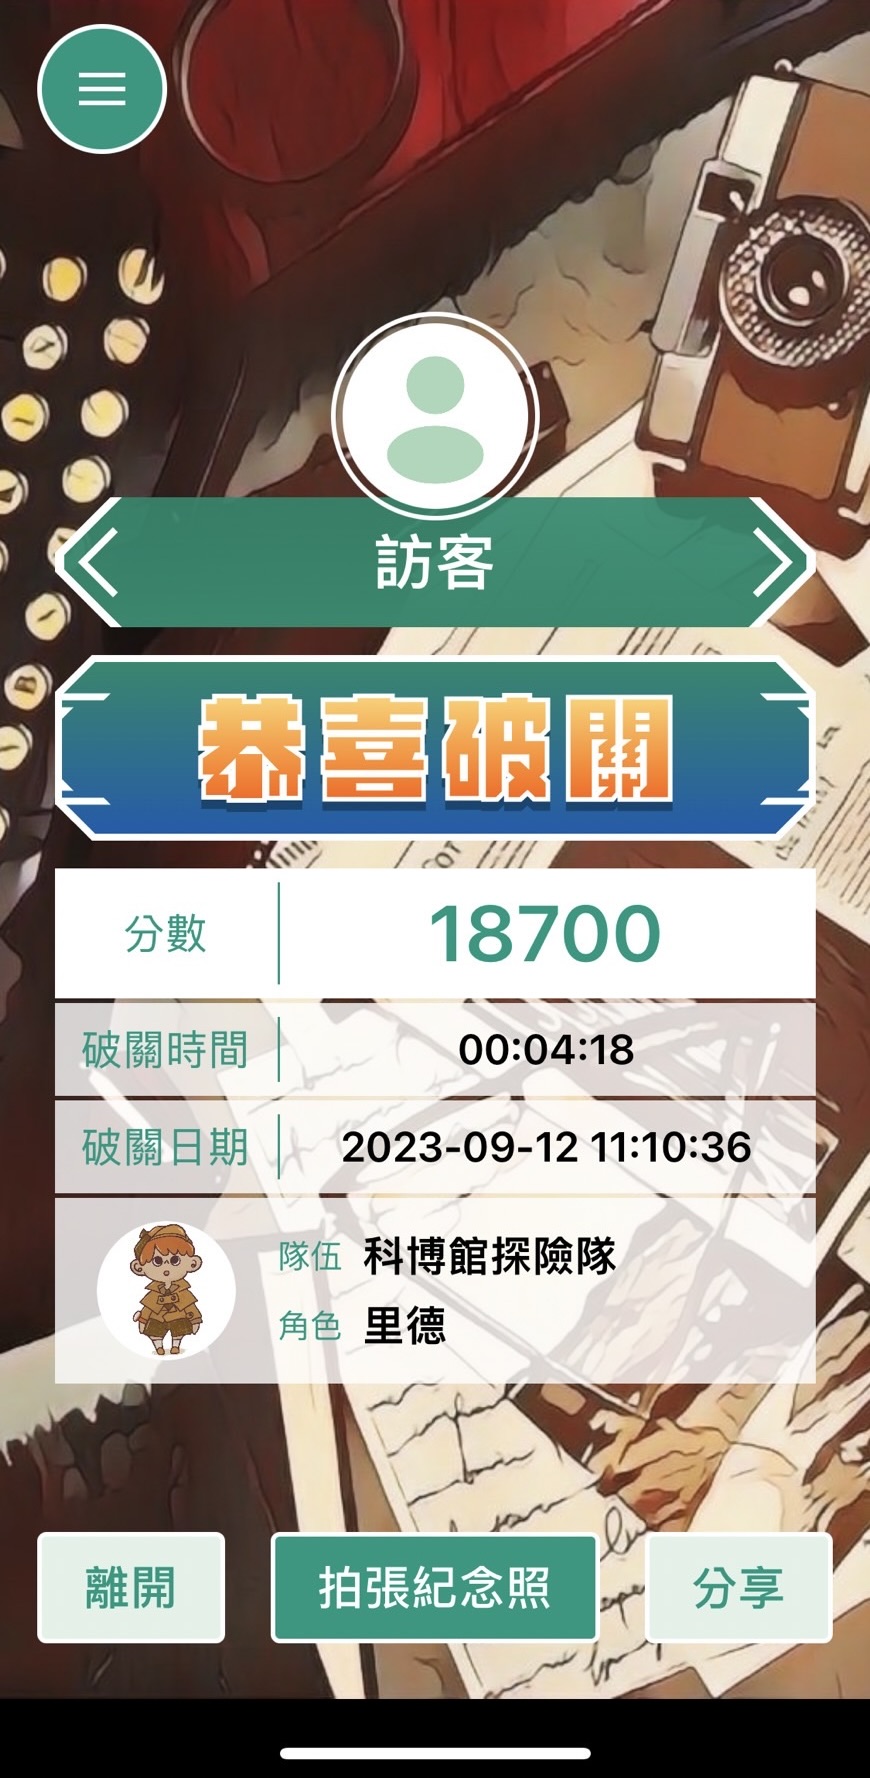 訪客
恭喜破關
分數 18700
破關時間 00:04:18
破關日期 2023-09-12 11:10:36
隊伍 科博館探險隊
角色 里德
離開 拍張紀念照 分享